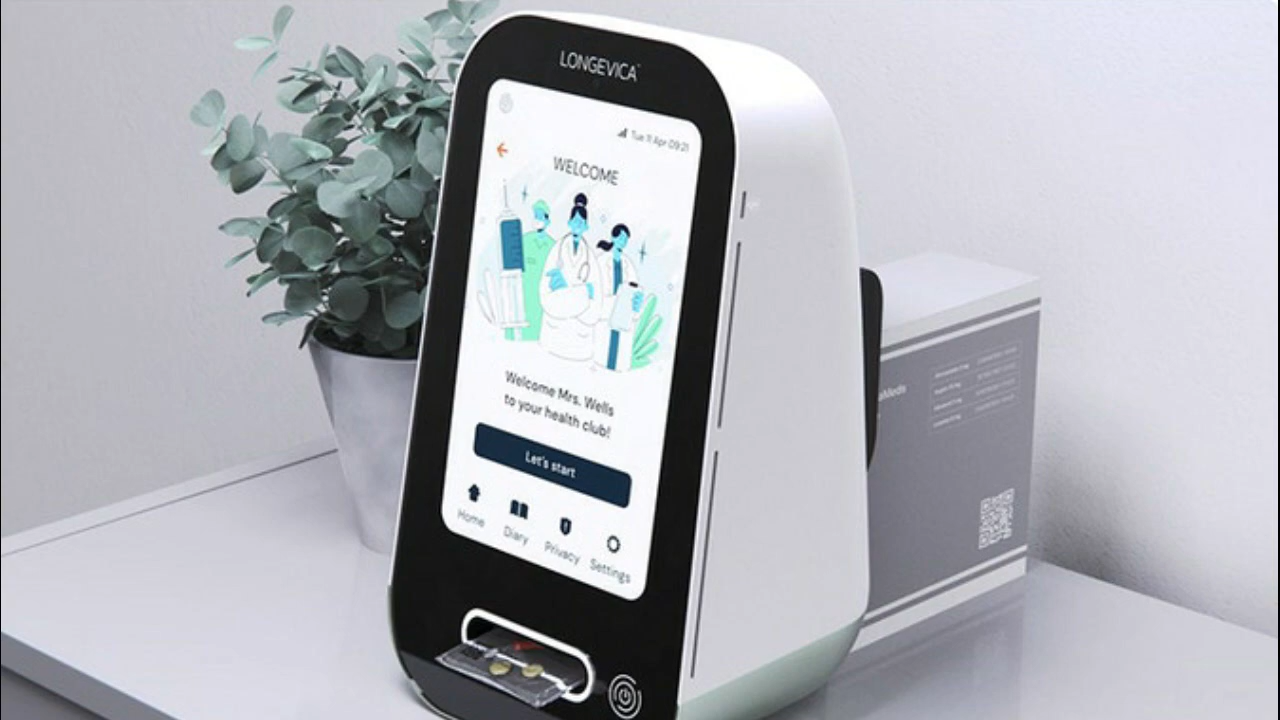 LONGEVICA
Tue 11 Apr 09:21
WELCOME
Welcome Mrs. Wells
to your health club!
Let's start
Home
Diary
Privacy
Settings